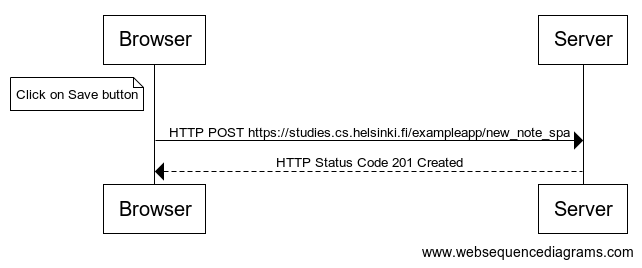 Browser
Server
Click on Save button
HTTP POST https://studies.cs.helsinki.fi/exampleapp/new_note_spa
HTTP Status Code 201 Created
Browser
Server
www.websequencediagrams.com